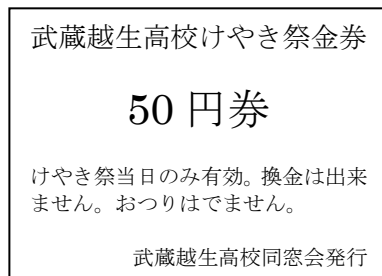 武蔵越生高校けやき祭金券
50 円券
けやき祭当日のみ有効。換金は出来
ません。おつりはでません。
武蔵越生高校同窓会発行